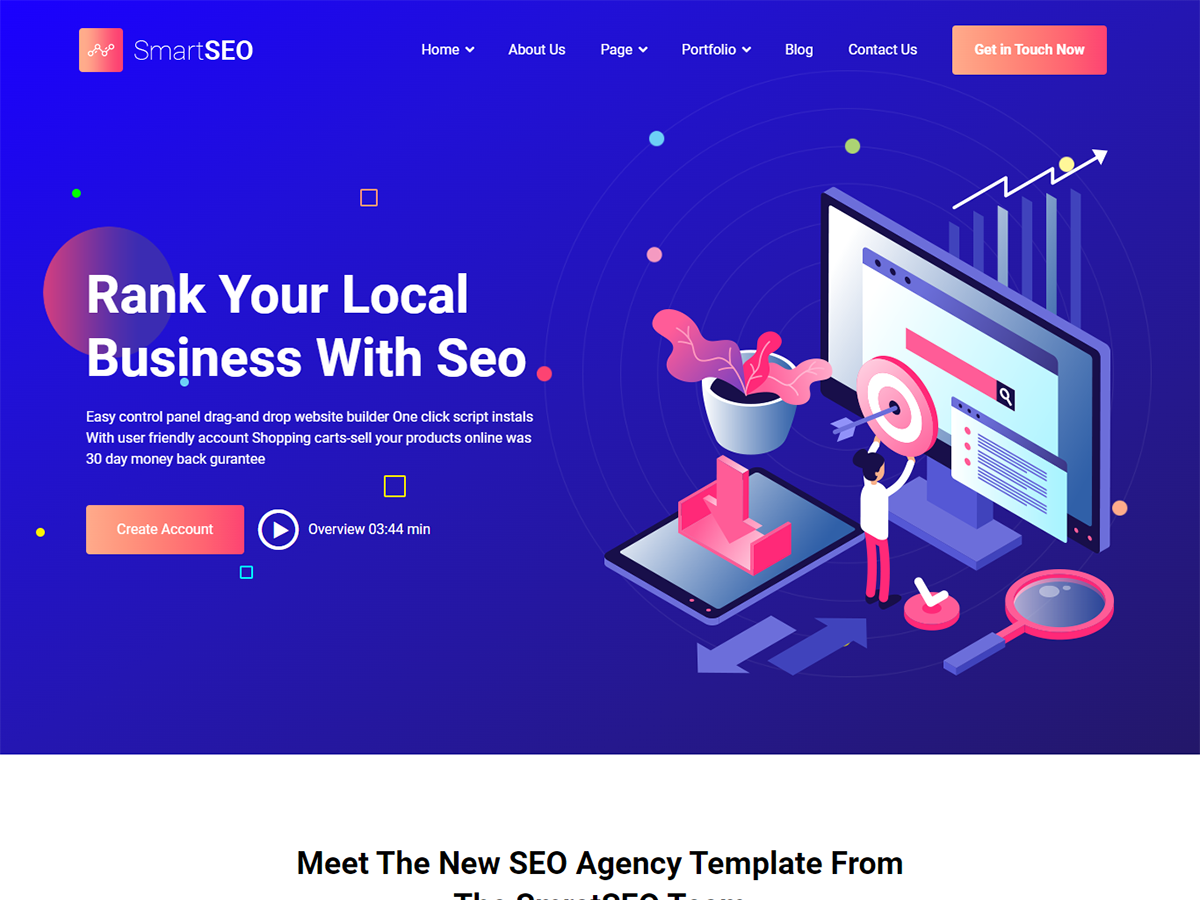 SmartSEO
Home
About Us
Page
Portfolio
Blog
Contact Us
Get in Touch Now
Rank Your Local
Business With Seo
Easy control panel drag-and drop website builder One click script instals
With user friendly account Shopping carts-sell your products online was
30 day money back gurantee
Create Account
Overview 03:44 min
Meet The New SEO Agency Template From
The SmartSEO Team